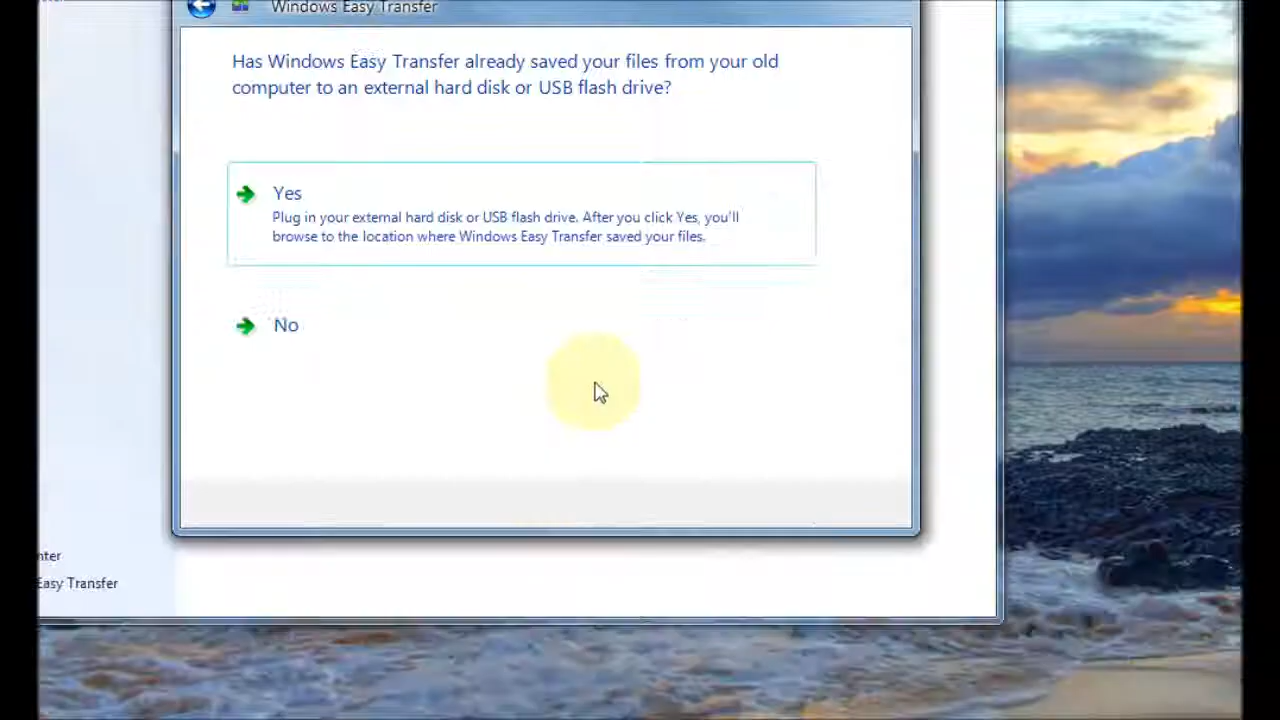 Windows Easy Transfer
Has Windows Easy Transfer already saved your files from your old
computer to an external hard disk or USB flash drive?
Yes
Plug in your external hard disk or USB flash drive. After you click Yes, you'll
browse to the location where Windows Easy Transfer saved your files.
No
nter
Easy Transfer